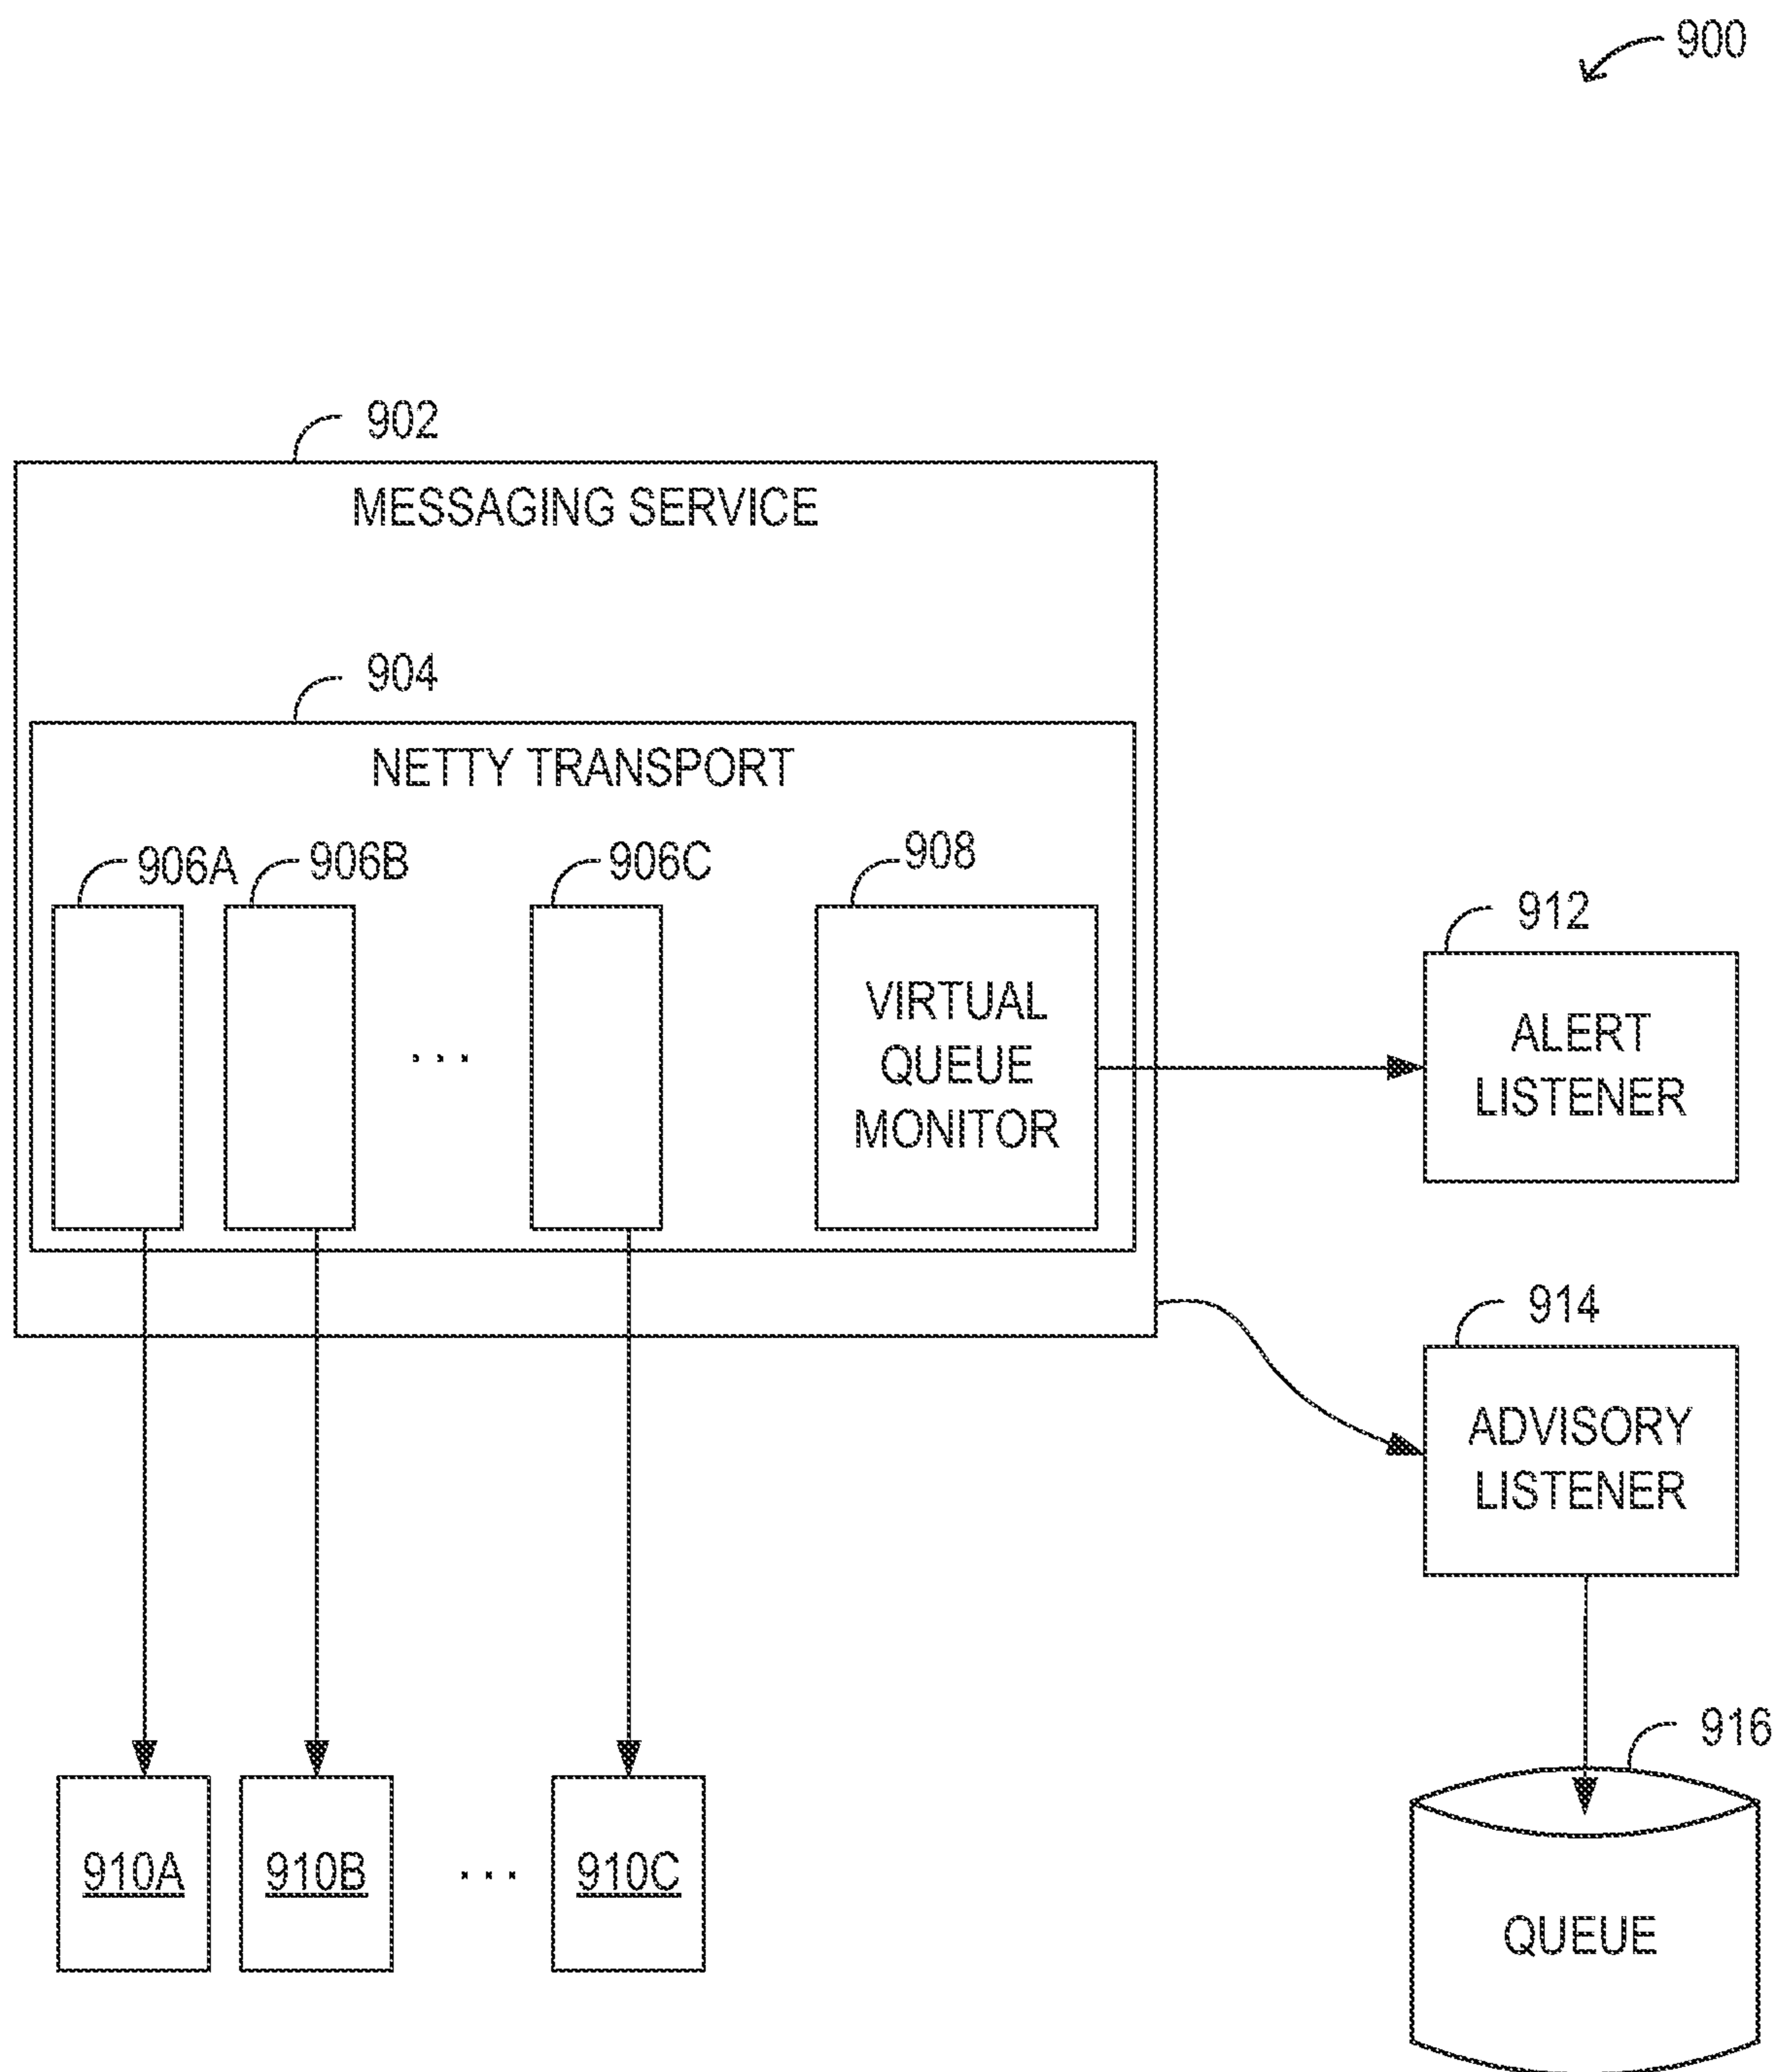 900
902
MESSAGING SERVICE
904
NETTY TRANSPORT
906A
906B
906C
908
VIRTUAL
QUEUE
MONITOR
. . .
912
ALERT
LISTENER
914
ADVISORY
LISTENER
916
QUEUE
910A
910B
. . .
910C